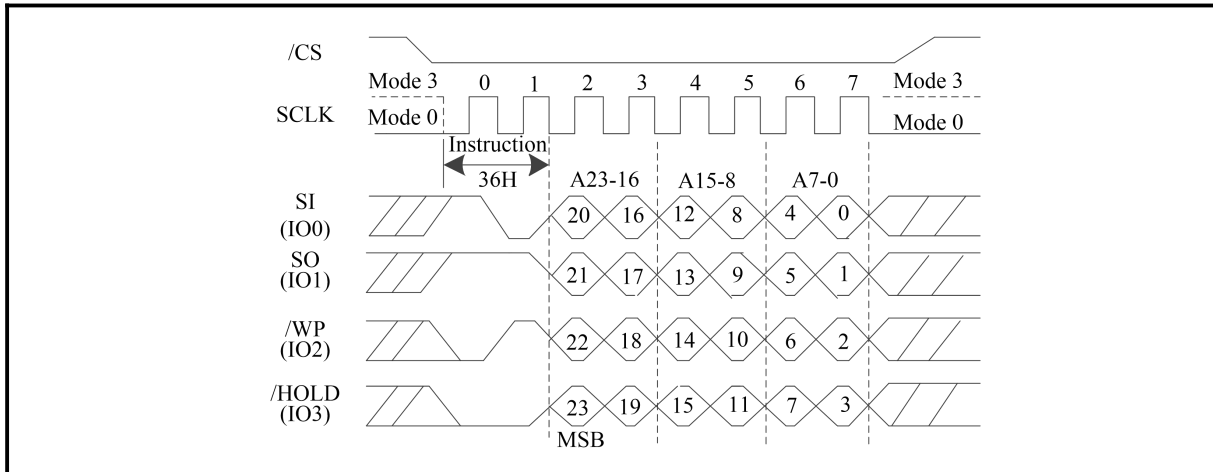 /CS
Mode 3 0 1 2 3 4 5 6 7 Mode 3
SCLK
Mode 0 Mode 0
Instruction
36H A23-16 A15-8 A7-0
SI
(IO0)
20 16 12 8 4 0
SO
(IO1)
21 17 13 9 5 1
/WP
(IO2)
22 18 14 10 6 2
/HOLD
(IO3)
23 19 15 11 7 3
MSB